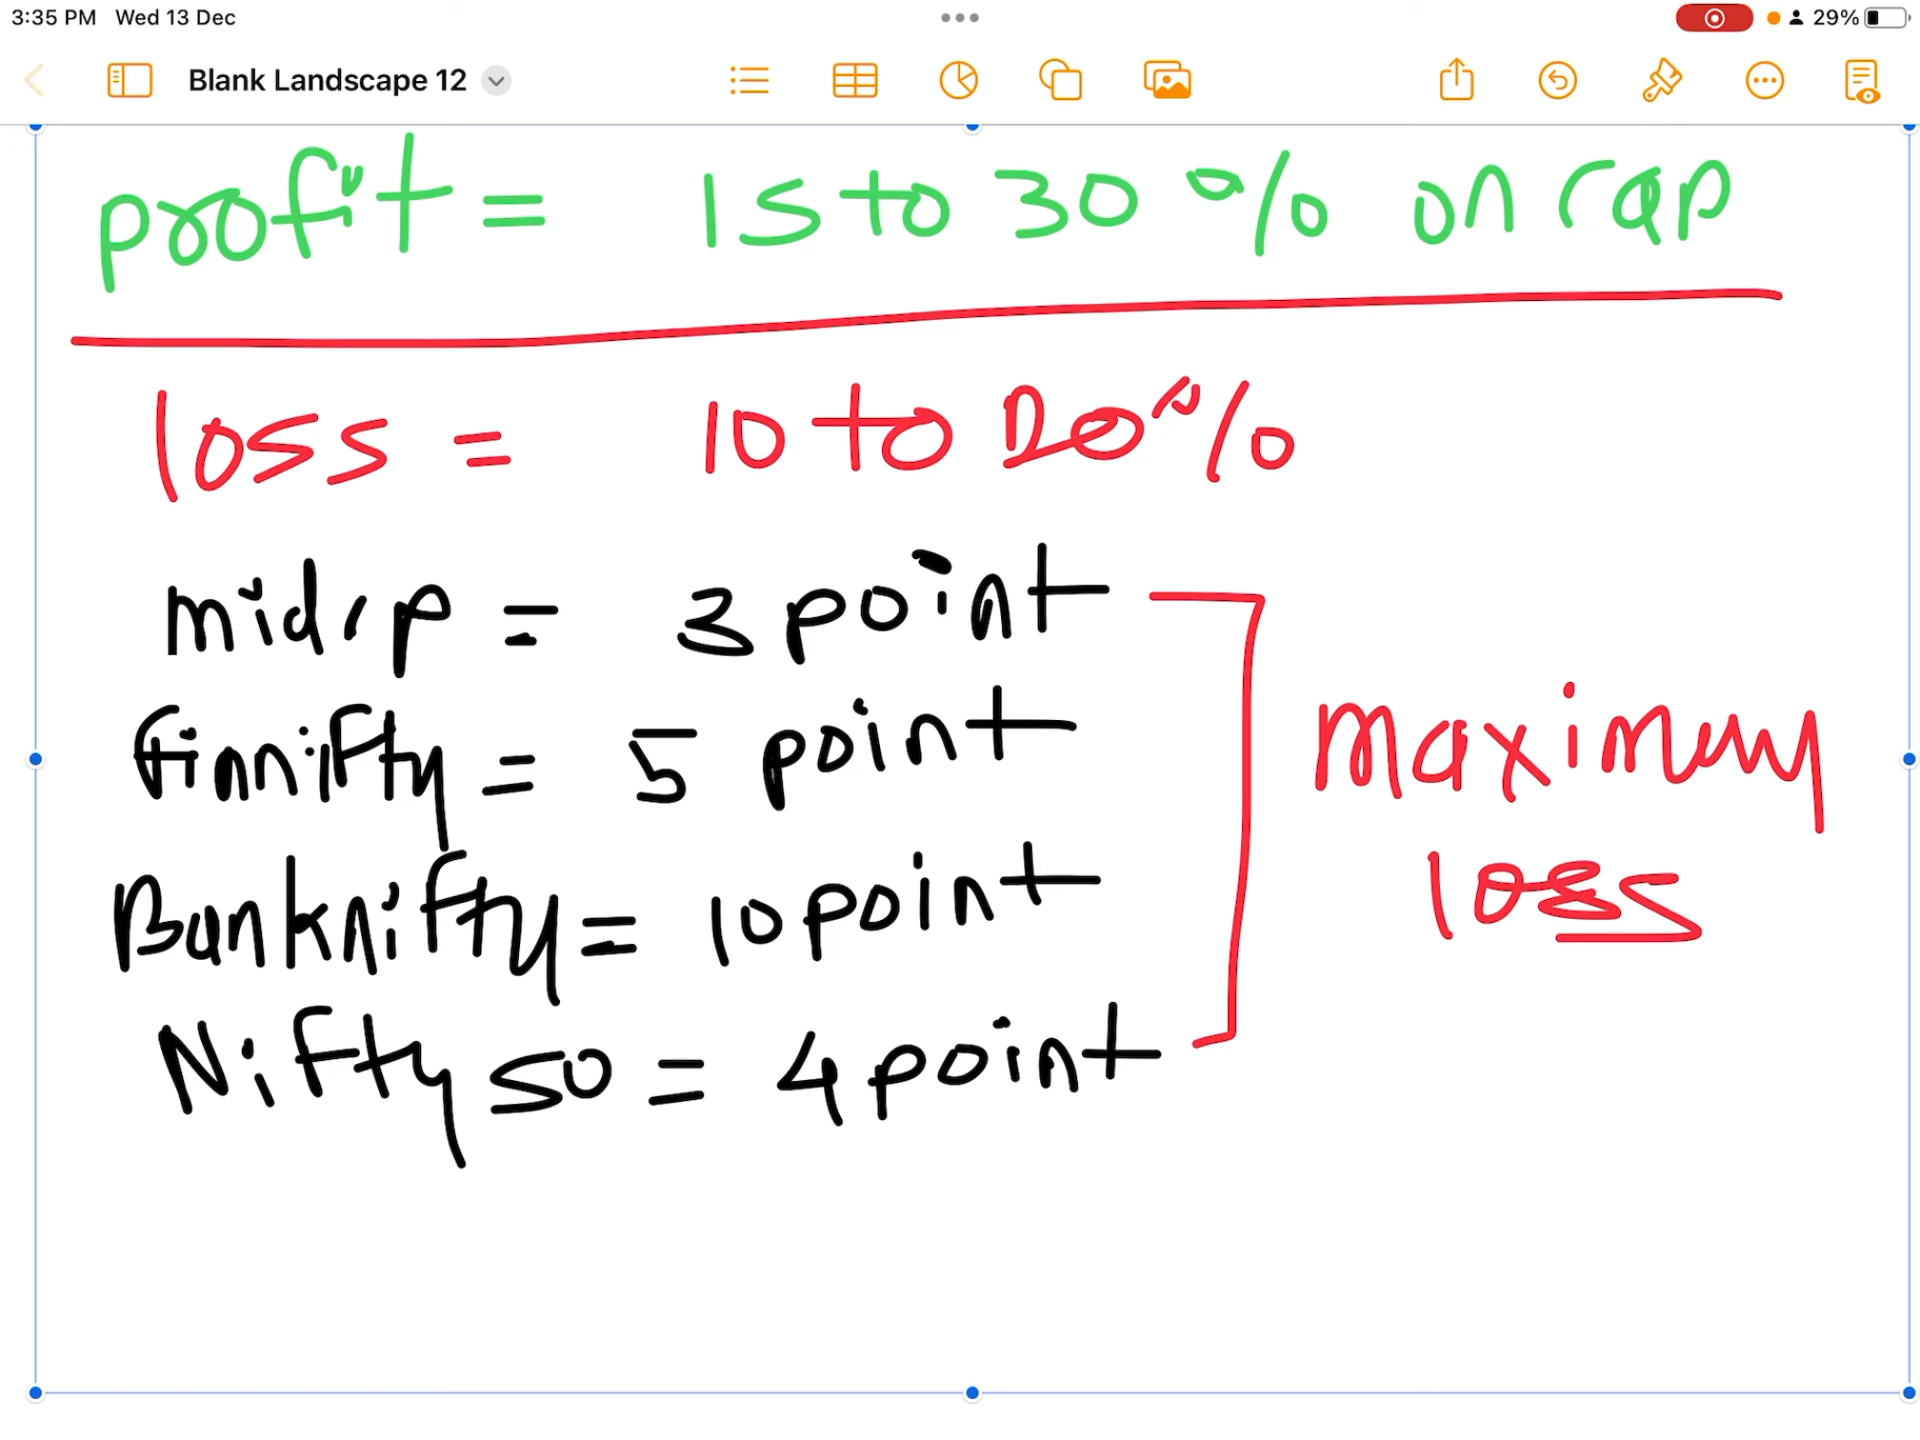 3:35 PM Wed 13 Dec
29%
Blank Landscape 12
profit = 15 to 30 % on cap
loss = 10 to 20%
midcp = 3 point
finnifty = 5 point
Banknifty = 10 point
Nifty 50 = 4 point
maximum
loss